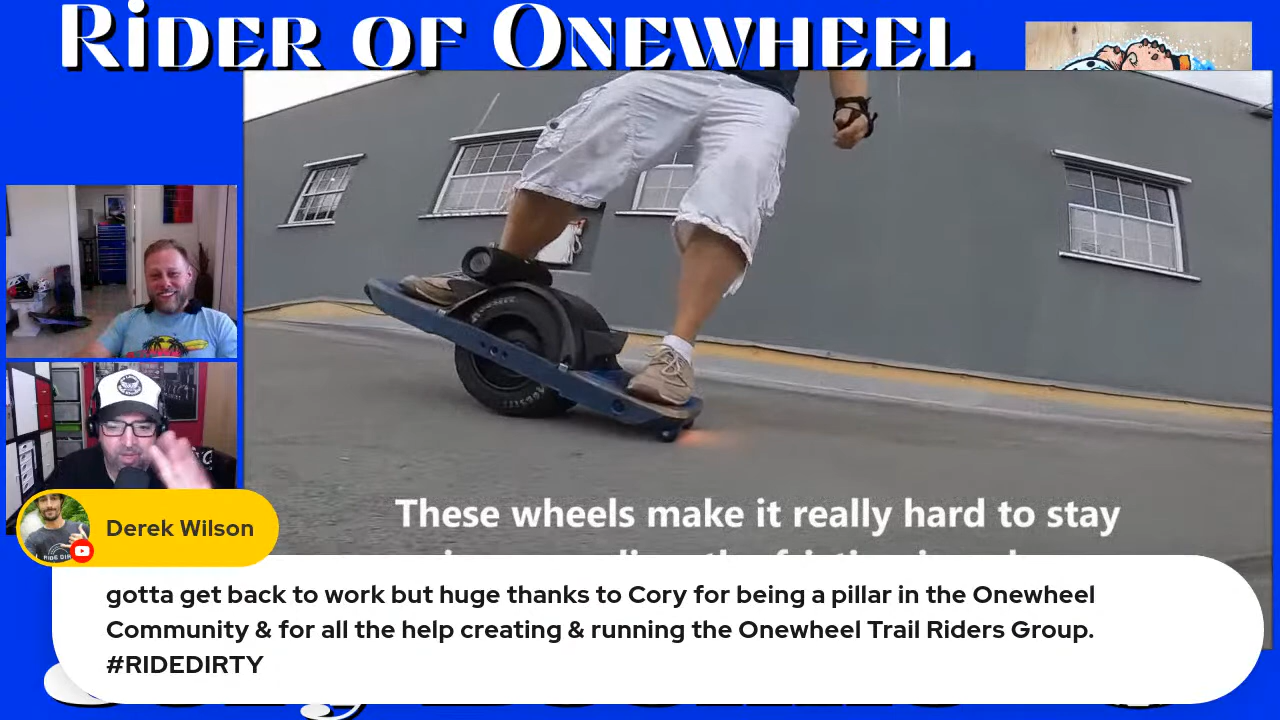 Rider of Onewheel
These wheels make it really hard to stay
Derek Wilson
gotta get back to work but huge thanks to Cory for being a pillar in the Onewheel
Community & for all the help creating & running the Onewheel Trail Riders Group.
#RIDEDIRTY